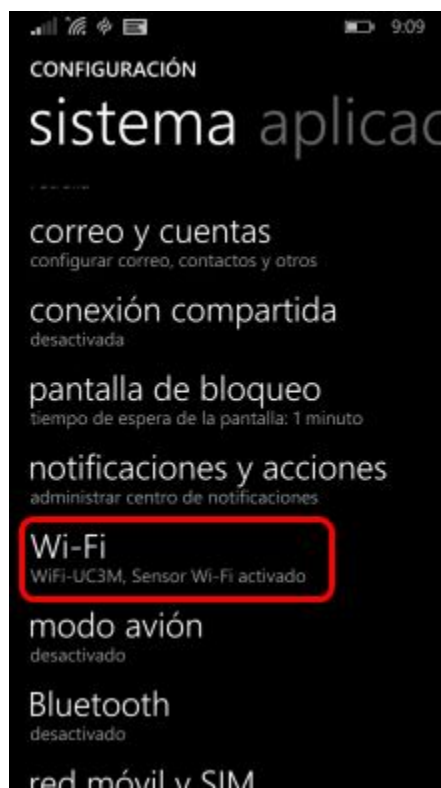 9:09
CONFIGURACIÓN
sistema aplicac
correo y cuentas
configurar correo, contactos y otros
conexión compartida
desactivada
pantalla de bloqueo
tiempo de espera de la pantalla: 1 minuto
notificaciones y acciones
administrar centro de notificaciones
Wi-Fi
WiFi-UC3M, Sensor Wi-Fi activado
modo avión
desactivado
Bluetooth
desactivado
red móvil y SIM